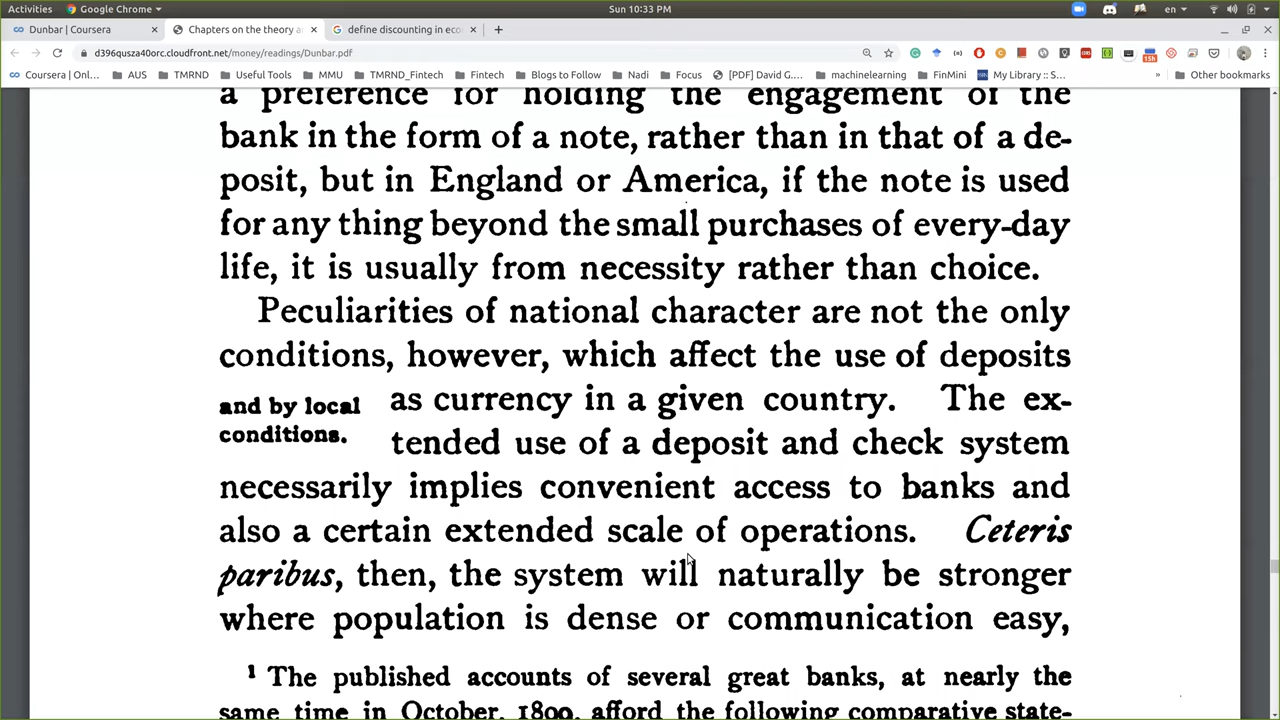 Activities
Google Chrome
Sun 10:33 PM
en
Dunbar | Coursera
Chapters on the theory a
define discounting in eco
d396qusza40orc.cloudfront.net/money/readings/Dunbar.pdf
Coursera | Onl...
AUS
TMRND
Useful Tools
MMU
TMRND_Fintech
Fintech
Blogs to Follow
Nadi
Focus
[PDF] David G....
machinelearning
FinMini
My Library :: S...
»
Other bookmarks
15h
a preference for holding the engagement of the
bank in the form of a note, rather than in that of a de-
posit, but in England or America, if the note is used
for any thing beyond the small purchases of every-day
life, it is usually from necessity rather than choice.
Peculiarities of national character are not the only
conditions, however, which affect the use of deposits
and by local
conditions.
as currency in a given country. The ex-
tended use of a deposit and check system
necessarily implies convenient access to banks and
also a certain extended scale of operations. Ceteris
paribus, then, the system will naturally be stronger
where population is dense or communication easy,
1 The published accounts of several great banks, at nearly the
same time in October, 1899, afford the following comparative state-